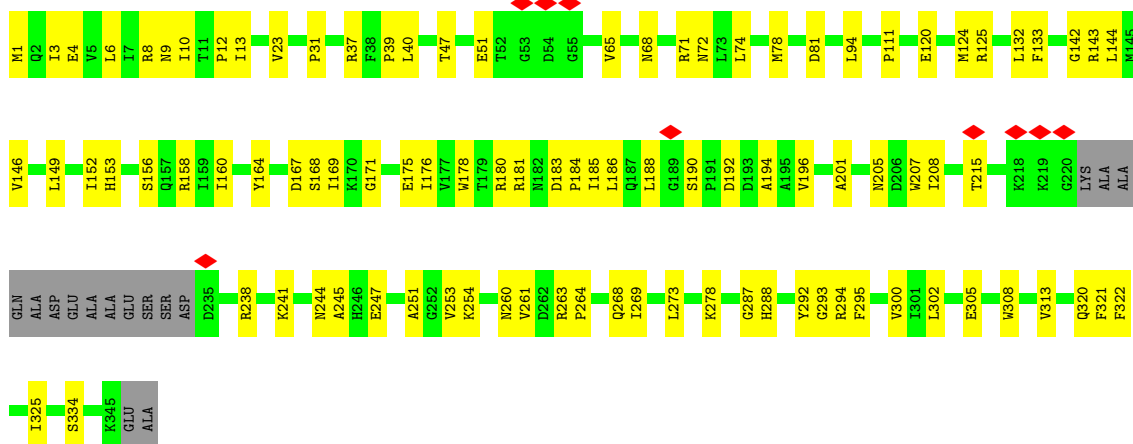 M1 Q2 I3 E4 V5 L6 I7 R8 N9 I10 T11 P12 I13 V23 P31 R37 F38 P39 L40 T47 E51 T52 G53 D54 G55 V65 N68 R71 N72 L73 L74 M78 D81 L94 P111 E120 M124 R125 L132 F133 G142 R143 L144 M145
V146 L149 I152 H153 S156 Q157 R158 I159 I160 Y164 D167 S168 I169 K170 G171 E175 I176 V177 W178 T179 R180 R181 N182 D183 P184 I185 L186 Q187 L188 G189 S190 P191 D192 D193 A194 A195 V196 A201 N205 D206 W207 I208 T215 K218 K219 G220 LYS ALA ALA
GLN ALA ASP GLU ALA ALA GLU SER SER ASP D235 R238 K241 N244 A245 H246 E247 A251 G252 V253 K254 N260 V261 D262 R263 P264 Q268 I269 L273 K278 G287 H288 Y292 G293 R294 F295 V300 I301 L302 E305 W308 V313 Q320 F321 F322
I325 S334 K345 GLU ALA